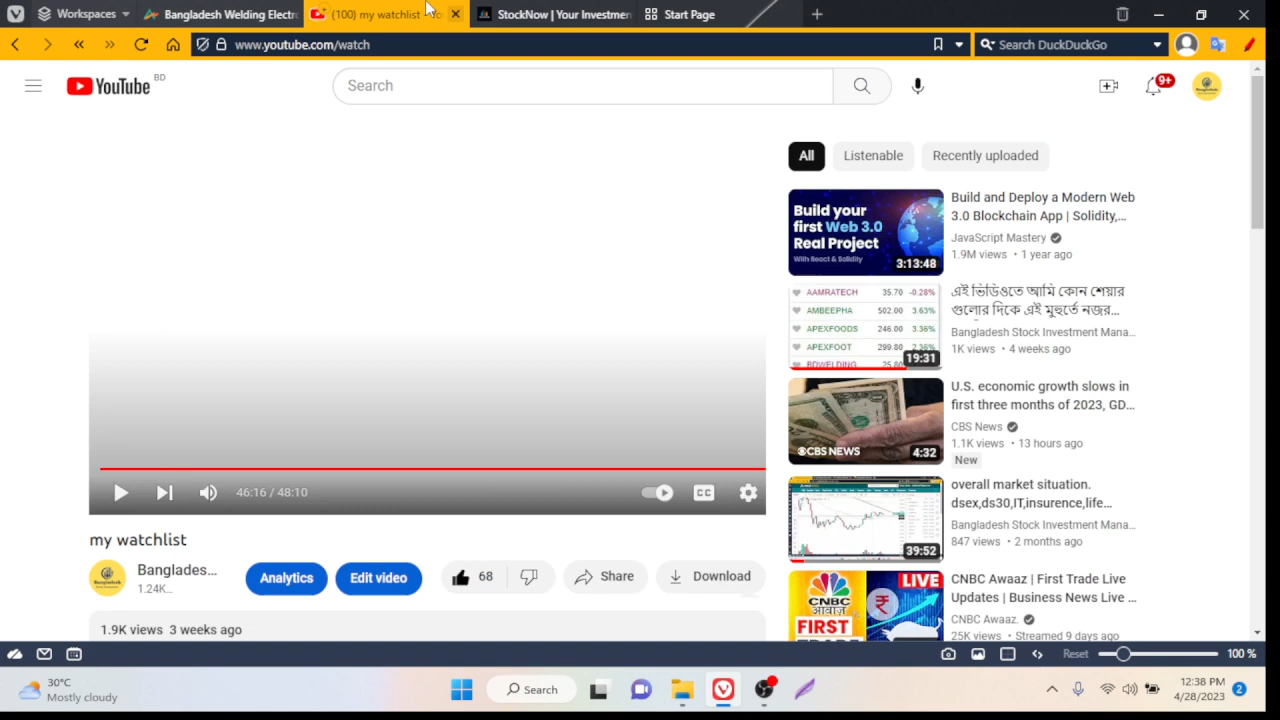 Workspaces
Bangladesh Welding Electr
(100) my watchlist - Yo
StockNow | Your Investmen
Start Page
www.youtube.com/watch
Search DuckDuckGo
YouTube BD
Search
9+
All
Listenable
Recently uploaded
Build your
first Web 3.0
Real Project
With React & Solidity
3:13:48
Build and Deploy a Modern Web
3.0 Blockchain App | Solidity,...
JavaScript Mastery
1.9M views • 1 year ago
AAMRATECH 35.70 -0.28%
AMBEEPHA 502.00 3.63%
APEXFOODS 246.00 3.36%
APEXFOOT 299.80 2.36%
BDWELDING 25.80
19:31
এই ভিডিওতে আমি কোন শেয়ার
গুলোর দিকে এই মুহুর্তে নজর...
Bangladesh Stock Investment Mana...
1K views • 4 weeks ago
CBS NEWS
4:32
U.S. economic growth slows in
first three months of 2023, GD...
CBS News
1.1K views • 13 hours ago
New
39:52
overall market situation.
dsex,ds30,IT,insurence,life...
Bangladesh Stock Investment Mana...
847 views • 2 months ago
CNBC
आवाज़
FIRST
LIVE
CNBC Awaaz | First Trade Live
Updates | Business News Live ...
CNBC Awaaz.
25K views • Streamed 9 days ago
46:16 / 48:10
CC
my watchlist
Banglades...
1.24K...
Analytics
Edit video
68
Share
Download
1.9K views 3 weeks ago
Reset
100 %
30°C
Mostly cloudy
Search
12:38 PM
4/28/2023
2